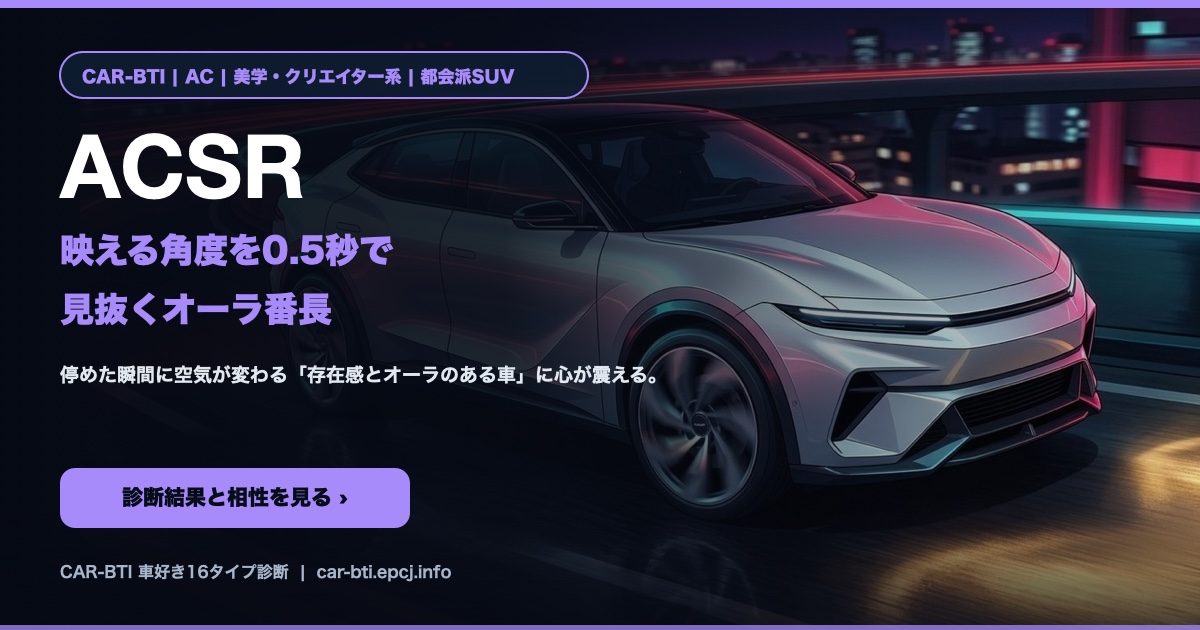 CAR-BTI | AC | 美学・クリエイター系 | 都会派SUV
ACSR
映える角度を0.5秒で
見抜くオーラ番長
停めた瞬間に空気が変わる「存在感とオーラのある車」に心が震える。
診断結果と相性を見る ›
CAR-BTI 車好き16タイプ診断 | car-bti.epcj.info